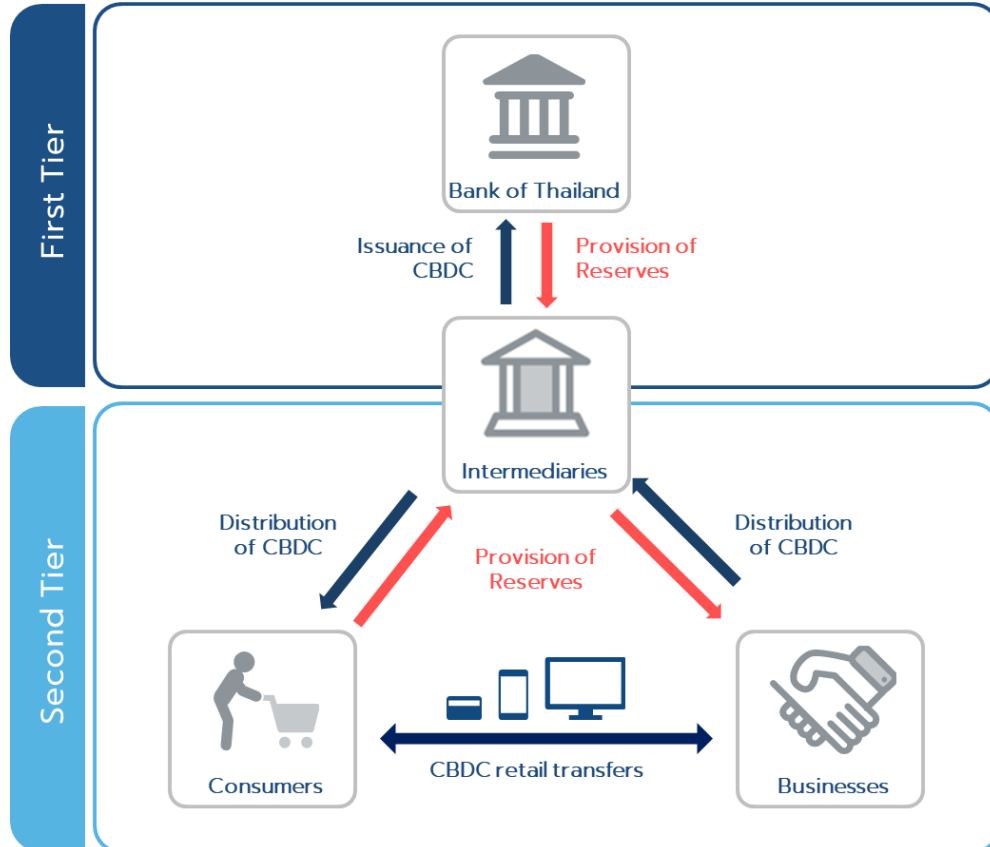 First Tier
Bank of Thailand
Issuance of
CBDC
Provision of
Reserves
Second Tier
Intermediaries
Distribution
of CBDC
Provision of
Reserves
Distribution
of CBDC
CBDC retail transfers
Consumers
Businesses